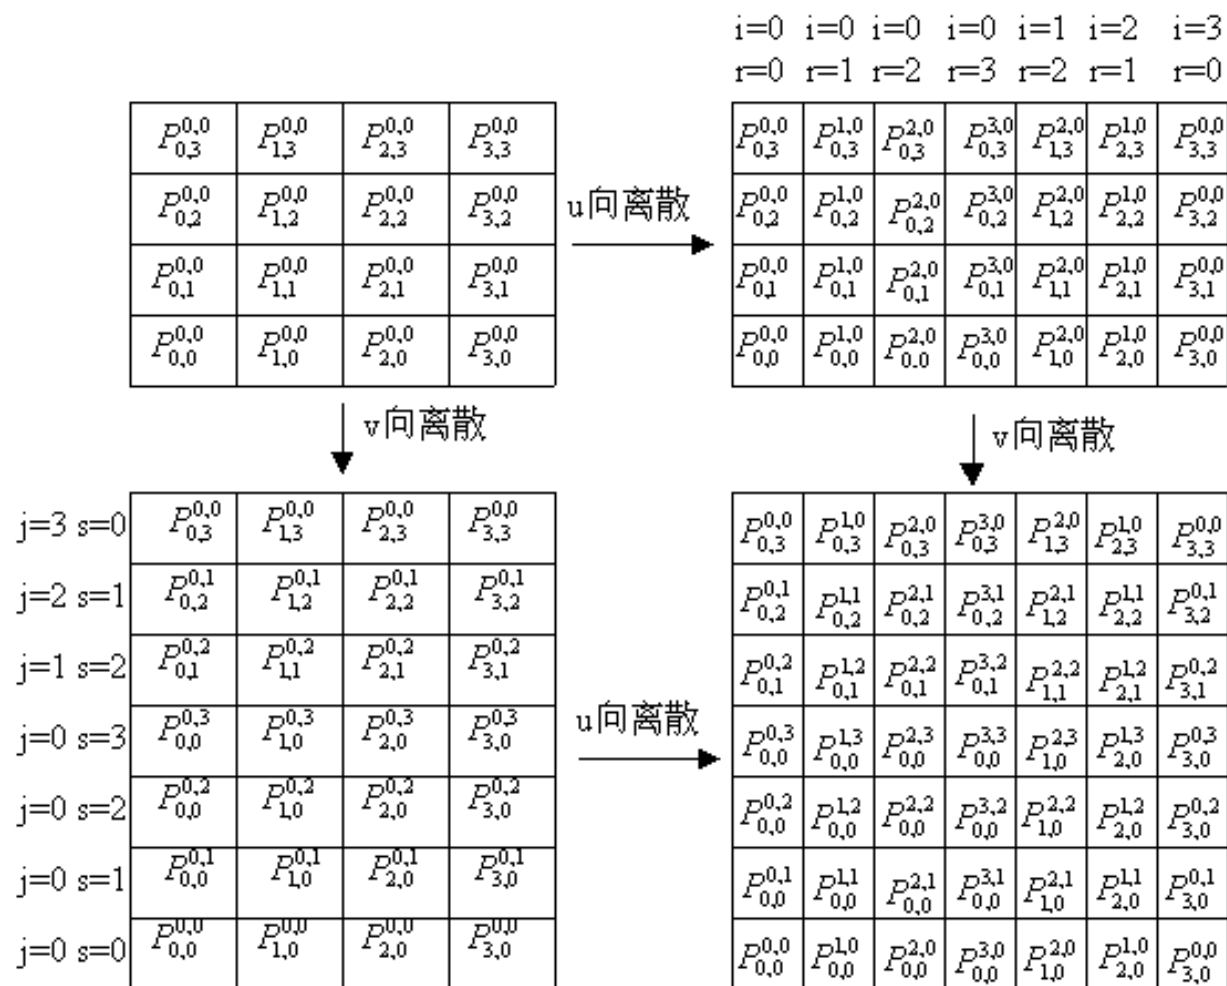 i=0 i=0 i=0 i=0 i=1 i=2 i=3
r=0 r=1 r=2 r=3 r=2 r=1 r=0
P_{0,3}^{0,0} P_{1,3}^{0,0} P_{2,3}^{0,0} P_{3,3}^{0,0}
P_{0,2}^{0,0} P_{1,2}^{0,0} P_{2,2}^{0,0} P_{3,2}^{0,0}
P_{0,1}^{0,0} P_{1,1}^{0,0} P_{2,1}^{0,0} P_{3,1}^{0,0}
P_{0,0}^{0,0} P_{1,0}^{0,0} P_{2,0}^{0,0} P_{3,0}^{0,0}
u向离散
P_{0,3}^{0,0} P_{0,3}^{1,0} P_{0,3}^{2,0} P_{0,3}^{3,0} P_{1,3}^{2,0} P_{2,3}^{1,0} P_{3,3}^{0,0}
P_{0,2}^{0,0} P_{0,2}^{1,0} P_{0,2}^{2,0} P_{0,2}^{3,0} P_{1,2}^{2,0} P_{2,2}^{1,0} P_{3,2}^{0,0}
P_{0,1}^{0,0} P_{0,1}^{1,0} P_{0,1}^{2,0} P_{0,1}^{3,0} P_{1,1}^{2,0} P_{2,1}^{1,0} P_{3,1}^{0,0}
P_{0,0}^{0,0} P_{0,0}^{1,0} P_{0,0}^{2,0} P_{0,0}^{3,0} P_{1,0}^{2,0} P_{2,0}^{1,0} P_{3,0}^{0,0}
v向离散
v向离散
j=3 s=0 P_{0,3}^{0,0} P_{1,3}^{0,0} P_{2,3}^{0,0} P_{3,3}^{0,0}
j=2 s=1 P_{0,2}^{0,1} P_{1,2}^{0,1} P_{2,2}^{0,1} P_{3,2}^{0,1}
j=1 s=2 P_{0,1}^{0,2} P_{1,1}^{0,2} P_{2,1}^{0,2} P_{3,1}^{0,2}
j=0 s=3 P_{0,0}^{0,3} P_{1,0}^{0,3} P_{2,0}^{0,3} P_{3,0}^{0,3}
j=0 s=2 P_{0,0}^{0,2} P_{1,0}^{0,2} P_{2,0}^{0,2} P_{3,0}^{0,2}
j=0 s=1 P_{0,0}^{0,1} P_{1,0}^{0,1} P_{2,0}^{0,1} P_{3,0}^{0,1}
j=0 s=0 P_{0,0}^{0,0} P_{1,0}^{0,0} P_{2,0}^{0,0} P_{3,0}^{0,0}
u向离散
P_{0,3}^{0,0} P_{0,3}^{1,0} P_{0,3}^{2,0} P_{0,3}^{3,0} P_{1,3}^{2,0} P_{2,3}^{1,0} P_{3,3}^{0,0}
P_{0,2}^{0,1} P_{0,2}^{1,1} P_{0,2}^{2,1} P_{0,2}^{3,1} P_{1,2}^{2,1} P_{2,2}^{1,1} P_{3,2}^{0,1}
P_{0,1}^{0,2} P_{0,1}^{1,2} P_{0,1}^{2,2} P_{0,1}^{3,2} P_{1,1}^{2,2} P_{2,1}^{1,2} P_{3,1}^{0,2}
P_{0,0}^{0,3} P_{0,0}^{1,3} P_{0,0}^{2,3} P_{0,0}^{3,3} P_{1,0}^{2,3} P_{2,0}^{1,3} P_{3,0}^{0,3}
P_{0,0}^{0,2} P_{0,0}^{1,2} P_{0,0}^{2,2} P_{0,0}^{3,2} P_{1,0}^{2,2} P_{2,0}^{1,2} P_{3,0}^{0,2}
P_{0,0}^{0,1} P_{0,0}^{1,1} P_{0,0}^{2,1} P_{0,0}^{3,1} P_{1,0}^{2,1} P_{2,0}^{1,1} P_{3,0}^{0,1}
P_{0,0}^{0,0} P_{0,0}^{1,0} P_{0,0}^{2,0} P_{0,0}^{3,0} P_{1,0}^{2,0} P_{2,0}^{1,0} P_{3,0}^{0,0}